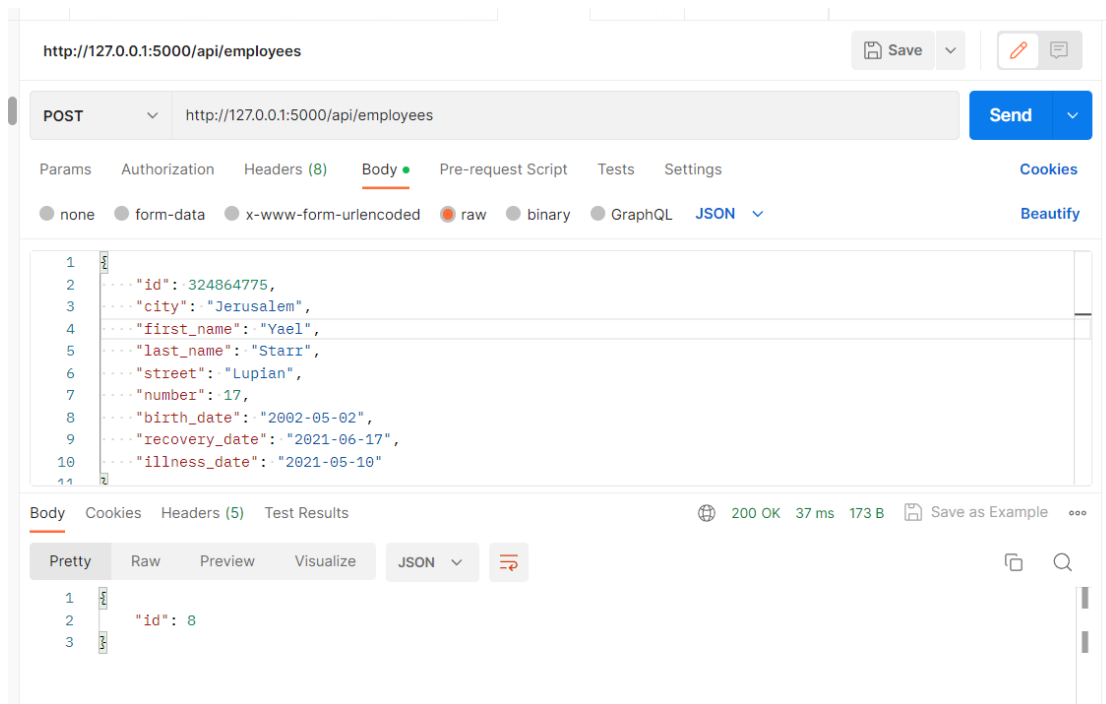 http://127.0.0.1:5000/api/employees Save
POST http://127.0.0.1:5000/api/employees Send
Params Authorization Headers (8) Body Pre-request Script Tests Settings Cookies
none form-data x-www-form-urlencoded raw binary GraphQL JSON Beautify
1 {
2 "id": 324864775,
3 "city": "Jerusalem",
4 "first_name": "Yael",
5 "last_name": "Starr",
6 "street": "Lupian",
7 "number": 17,
8 "birth_date": "2002-05-02",
9 "recovery_date": "2021-06-17",
10 "illness_date": "2021-05-10"
11 }
Body Cookies Headers (5) Test Results 200 OK 37 ms 173 B Save as Example
Pretty Raw Preview Visualize JSON
1 {
2 "id": 8
3 }